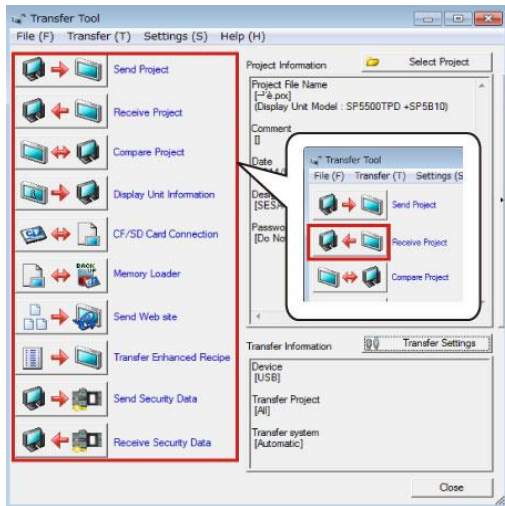 Transfer Tool
File (F) Transfer (T) Settings (S) Help (H)
Send Project
Receive Project
Compare Project
Display Unit Information
CF/SD Card Connection
BACK UP
Memory Loader
Send Web site
Transfer Enhanced Recipe
Send Security Data
Receive Security Data
Project Information
Select Project
Project File Name
(Display Unit Model : SP5500TPD +SP5B10)
Comment
[]
Date
[SESA
[Do No
Transfer Tool
File (F) Transfer (T) Settings (S
Send Project
Receive Project
Compare Project
Transfer Information
Transfer Settings
Device
[USB]
Transfer Project
[All]
Transfer system
[Automatic]
Close